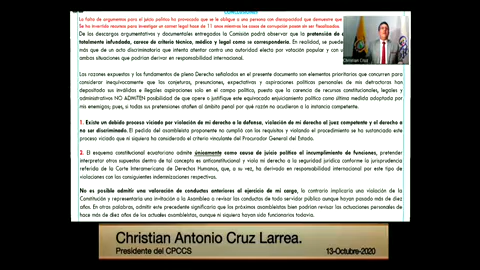 CONCLUSIONES
La falta de argumentos para el juicio político ha provocado que se le obligue a una persona con discapacidad que demuestre que
Se ha invertido recursos para investigar un carnet legal hace de 11 años mientras casos de corrupción pasan sin ser fiscalizados.
De los descargos argumentativos y documentales entregados la Comisión podrá observar que la pretensión de
totalmente infundada, carece de criterio técnico, médico y legal como se correspondería. En realidad, se puede
más que de un acto discriminatorio que intenta atentar contra una autoridad electa por votación popular y con
ambas situaciones que podrían derivar en responsabilidad internacional.
Las razones expuestas y los fundamentos de pleno Derecho señalados en el presente documento son elementos prioritarios que concurren para
considerar inequívocamente que las conjeturas, presunciones, expectativas y aspiraciones políticas personales de mis detractores han
depositado sus inválidas e ilegales aspiraciones solo en el campo político, puesto que la carencia de recursos constitucionales, legales y
administrativos NO ADMITEN posibilidad de que opere o justifique este equivocado enjuiciamiento político como última medida adoptada por
mis enemigos; pues, si todas sus pretensiones atañen al ámbito penal por qué razón no acudieron a la instancia competente.
1. Existe un debido proceso viciado por violación de mi derecho a la defensa, violación de mi derecho al juez competente y el derecho a
no ser discriminado. El pedido del asambleísta proponente no cumplió con los requisitos y violando el procedimiento se ha sustanciado este
proceso viciado que ni siquiera ha considerado el criterio vinculante del Procurador General del Estado.
2. El esquema constitucional ecuatoriano admite únicamente como causa de juicio político el incumplimiento de funciones, pretender
interpretar otros supuestos dentro de tal concepto es anticonstitucional y viola mi derecho a la seguridad jurídica conforme la jurisprudencia
referida de la Corte Interamericana de Derechos Humanos, que a su vez, ha derivado en responsabilidad internacional por este tipo de
violaciones con las consiguientes indemnizaciones respectivas.
No es posible admitir una valoración de conductas anteriores al ejercicio de mi cargo, lo contrario implicaría una violación de la
Constitución y representaría una invitación a la Asamblea a revisar las conductas de todo servidor público aunque hayan pasado más de diez
años. En otras palabras, admitir este precedente significaría que los próximos asambleístas bien podrían revisar las actuaciones personales de
hace más de diez años de los actuales asambleístas, aunque ni siquiera hayan sido funcionarios todavía.
Christian Cruz
Christian Antonio Cruz Larrea.
Presidente del CPCCS
13-Octubre-2020